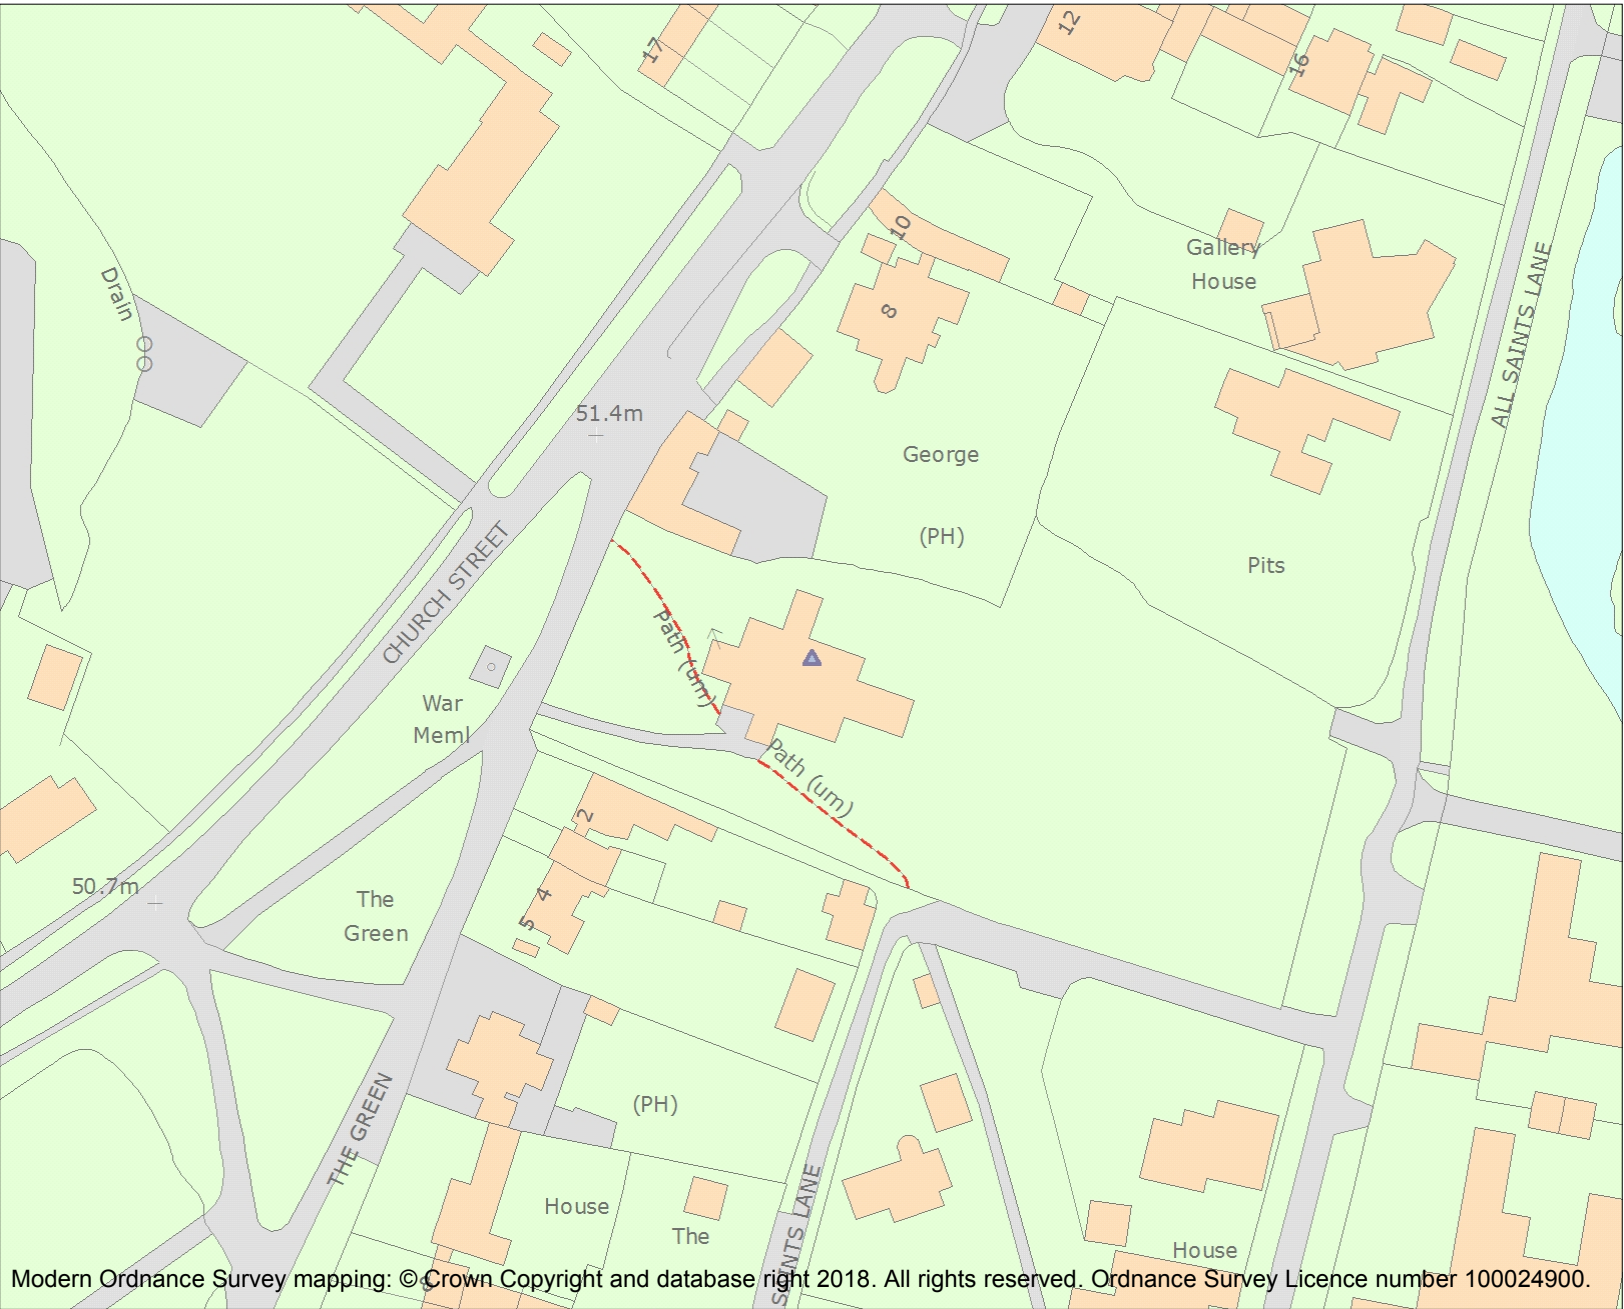 12
17
16
10
Gallery
House
Drain
8
ALL SAINTS LANE
51.4m
George
(PH)
CHURCH STREET
Pits
Path (um)
War
Meml
Path (um)
2
50.7m
4
The
Green
5
(PH)
THE GREEN
House
The
SAINTS LANE
House
Modern Ordnance Survey mapping: © Crown Copyright and database right 2018. All rights reserved. Ordnance Survey Licence number 100024900.